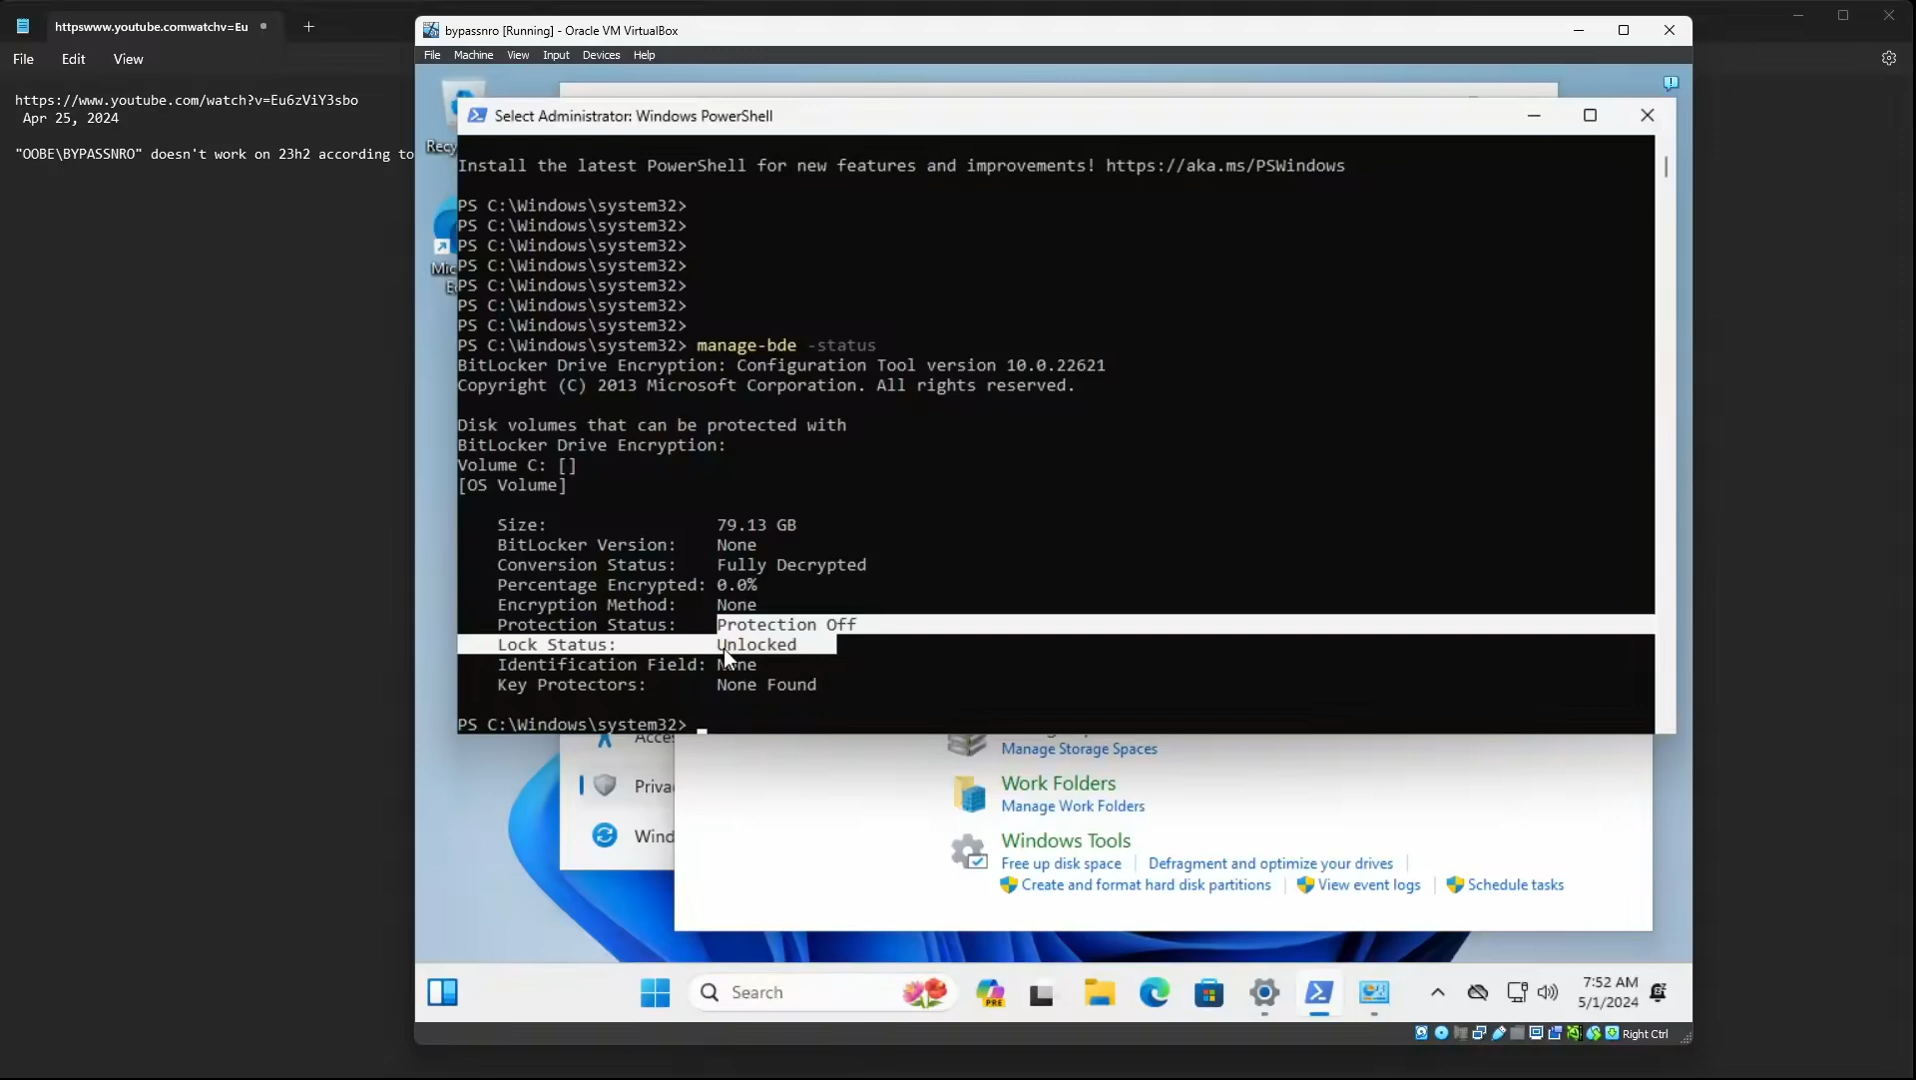 httpswww.youtube.comwatchv=Eu
File Edit View
https://www.youtube.com/watch?v=Eu6zViY3sbo
Apr 25, 2024
"OOBE\BYPASSNRO" doesn't work on 23h2 according to
bypassnro [Running] - Oracle VM VirtualBox
File Machine View Input Devices Help
Recy
Mic
E
Select Administrator: Windows PowerShell
Install the latest PowerShell for new features and improvements! https://aka.ms/PSWindows
PS C:\Windows\system32>
PS C:\Windows\system32>
PS C:\Windows\system32>
PS C:\Windows\system32>
PS C:\Windows\system32>
PS C:\Windows\system32>
PS C:\Windows\system32>
PS C:\Windows\system32> manage-bde -status
BitLocker Drive Encryption: Configuration Tool version 10.0.22621
Copyright (C) 2013 Microsoft Corporation. All rights reserved.
Disk volumes that can be protected with
BitLocker Drive Encryption:
Volume C: []
[OS Volume]
Size: 79.13 GB
BitLocker Version: None
Conversion Status: Fully Decrypted
Percentage Encrypted: 0.0%
Encryption Method: None
Protection Status: Protection Off
Lock Status: Unlocked
Identification Field: None
Key Protectors: None Found
PS C:\Windows\system32>
Acces
Priva
Wind
Manage Storage Spaces
Work Folders
Manage Work Folders
Windows Tools
Free up disk space Defragment and optimize your drives
Create and format hard disk partitions View event logs Schedule tasks
Search
PRE
7:52 AM
5/1/2024
Right Ctrl